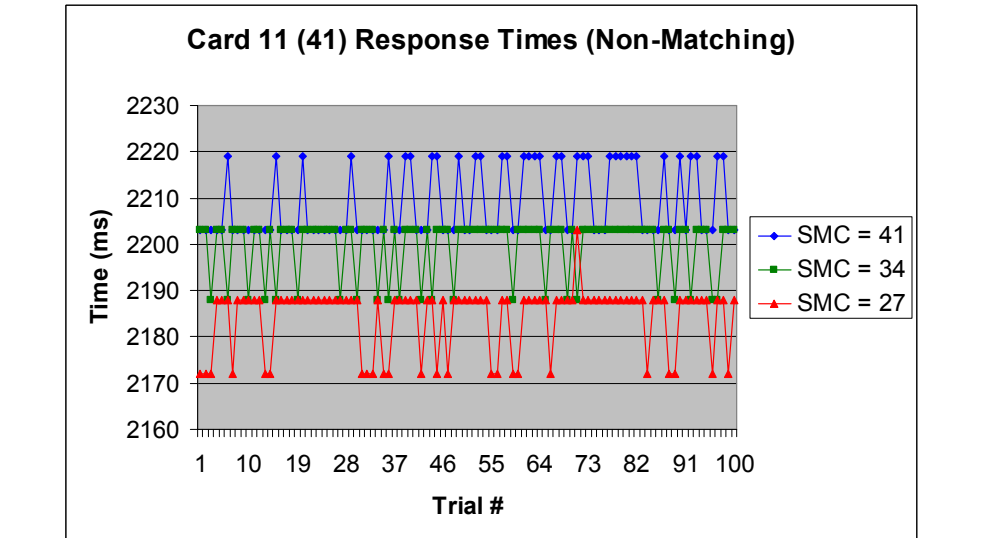 Card 11 (41) Response Times (Non-Matching)
2230
2220
2210
2200
2190
2180
2170
2160
Time (ms)
1 10 19 28 37 46 55 64 73 82 91 100
Trial #
SMC = 41
SMC = 34
SMC = 27